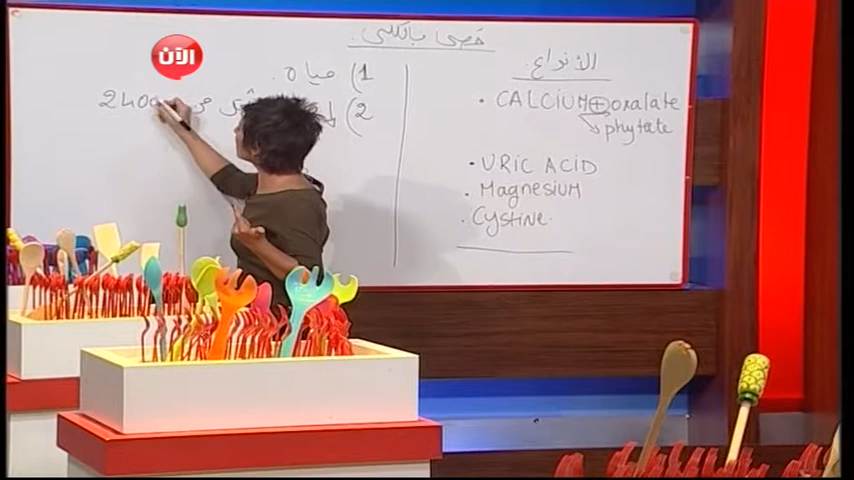 الآن
حصى بالكلى.
الأنواع.
• CALCIUM + oxalate
phytate
• URIC ACID
• Magnesium
• Cystine
1) مياه.
2)
2400